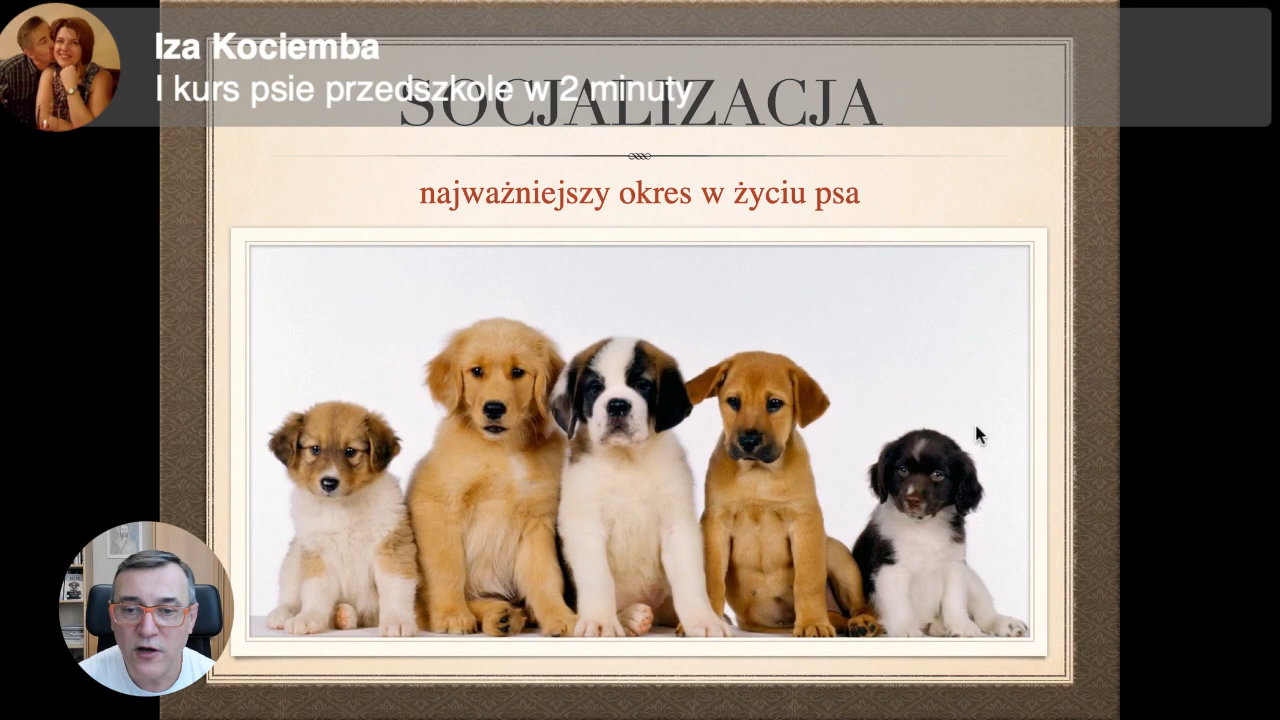 Iza Kociemba
I kurs psie przedszkole w 2 minuty
SOCJALIZACJA
najważniejszy okres w życiu psa